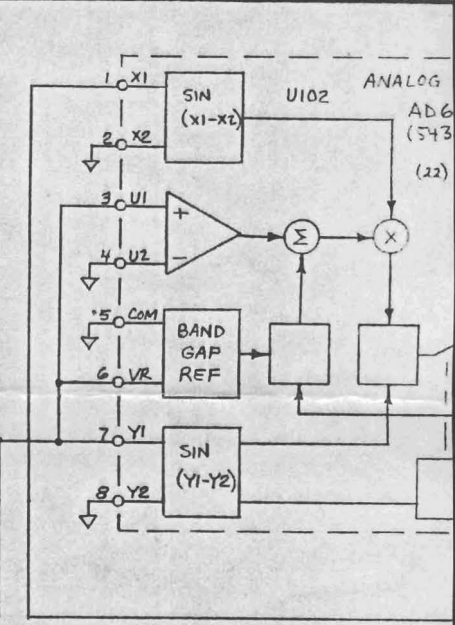 1 X1
SIN
(X1-X2)
U102
ANALOG
AD6
(543
(22)
2 X2
3 U1
+
Σ
X
4 U2
-
5 COM
BAND
GAP
REF
6 VR
7 Y1
SIN
(Y1-Y2)
8 Y2